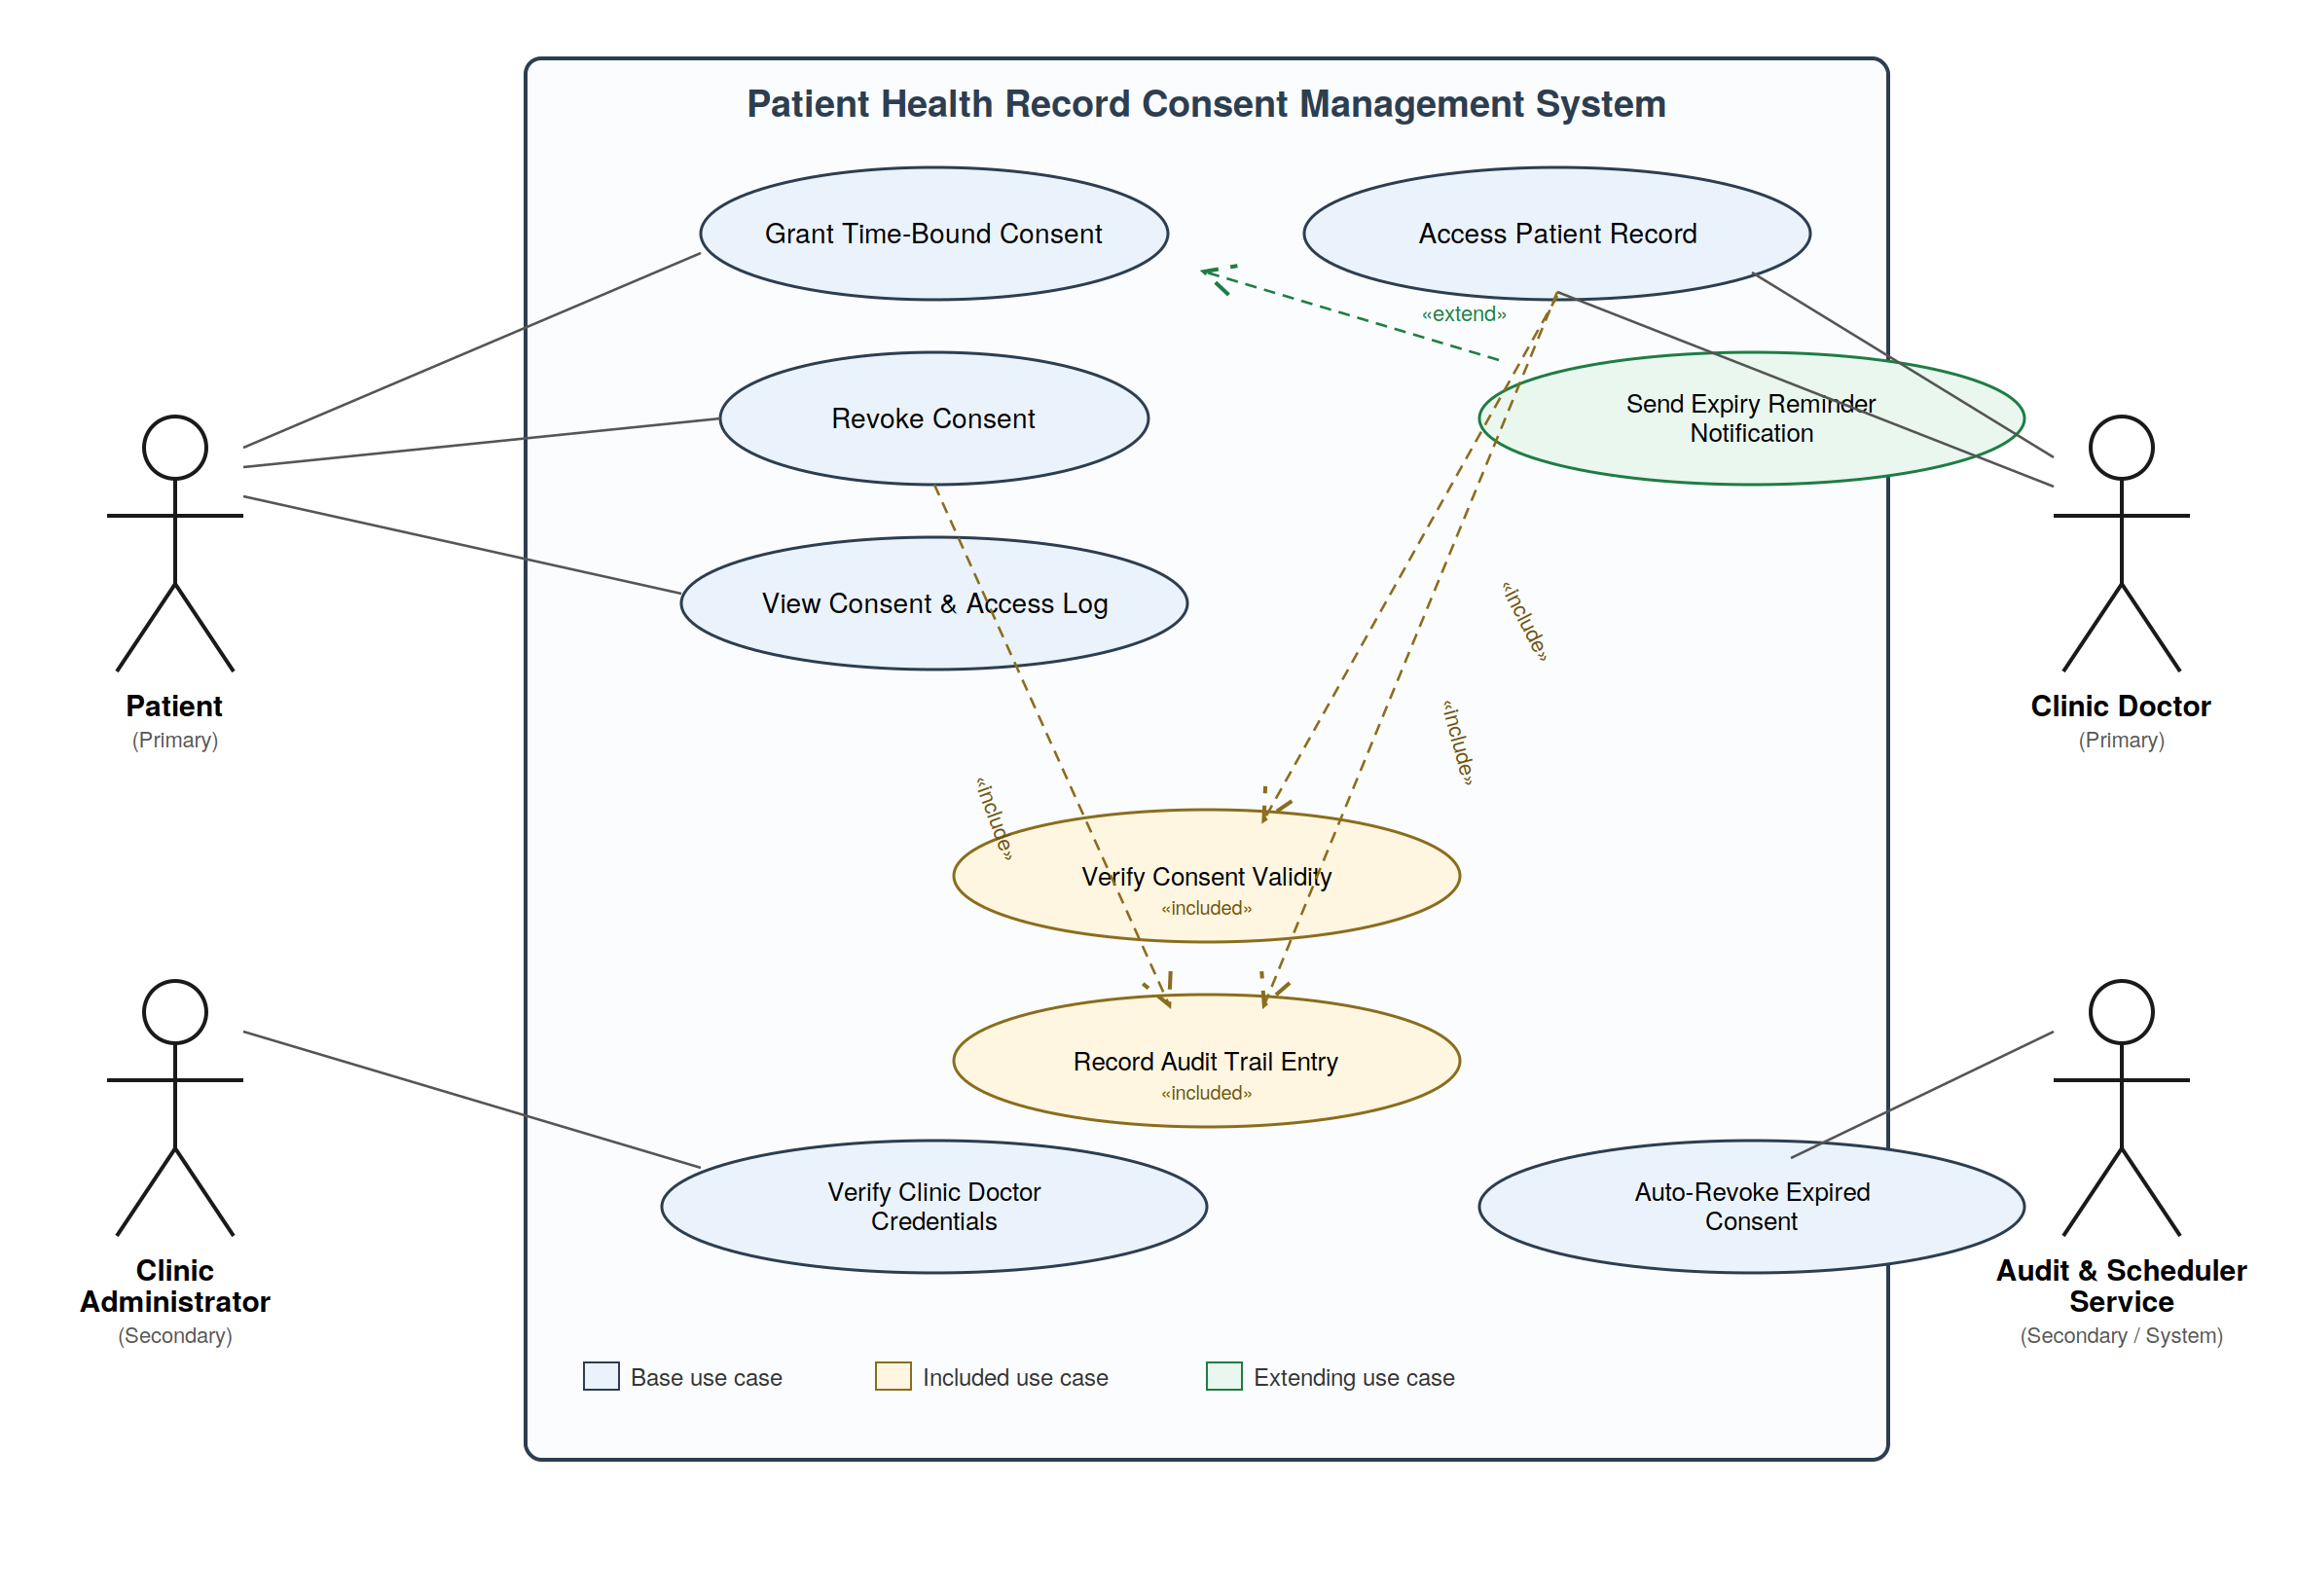 Patient Health Record Consent Management System
Grant Time-Bound Consent
Access Patient Record
«extend»
Revoke Consent
Send Expiry Reminder
Notification
View Consent & Access Log
«include»
«include»
«include»
Patient
(Primary)
Clinic Doctor
(Primary)
Verify Consent Validity
«included»
Record Audit Trail Entry
«included»
Verify Clinic Doctor
Credentials
Auto-Revoke Expired
Consent
Clinic
Administrator
(Secondary)
Audit & Scheduler
Service
(Secondary / System)
Base use case
Included use case
Extending use case